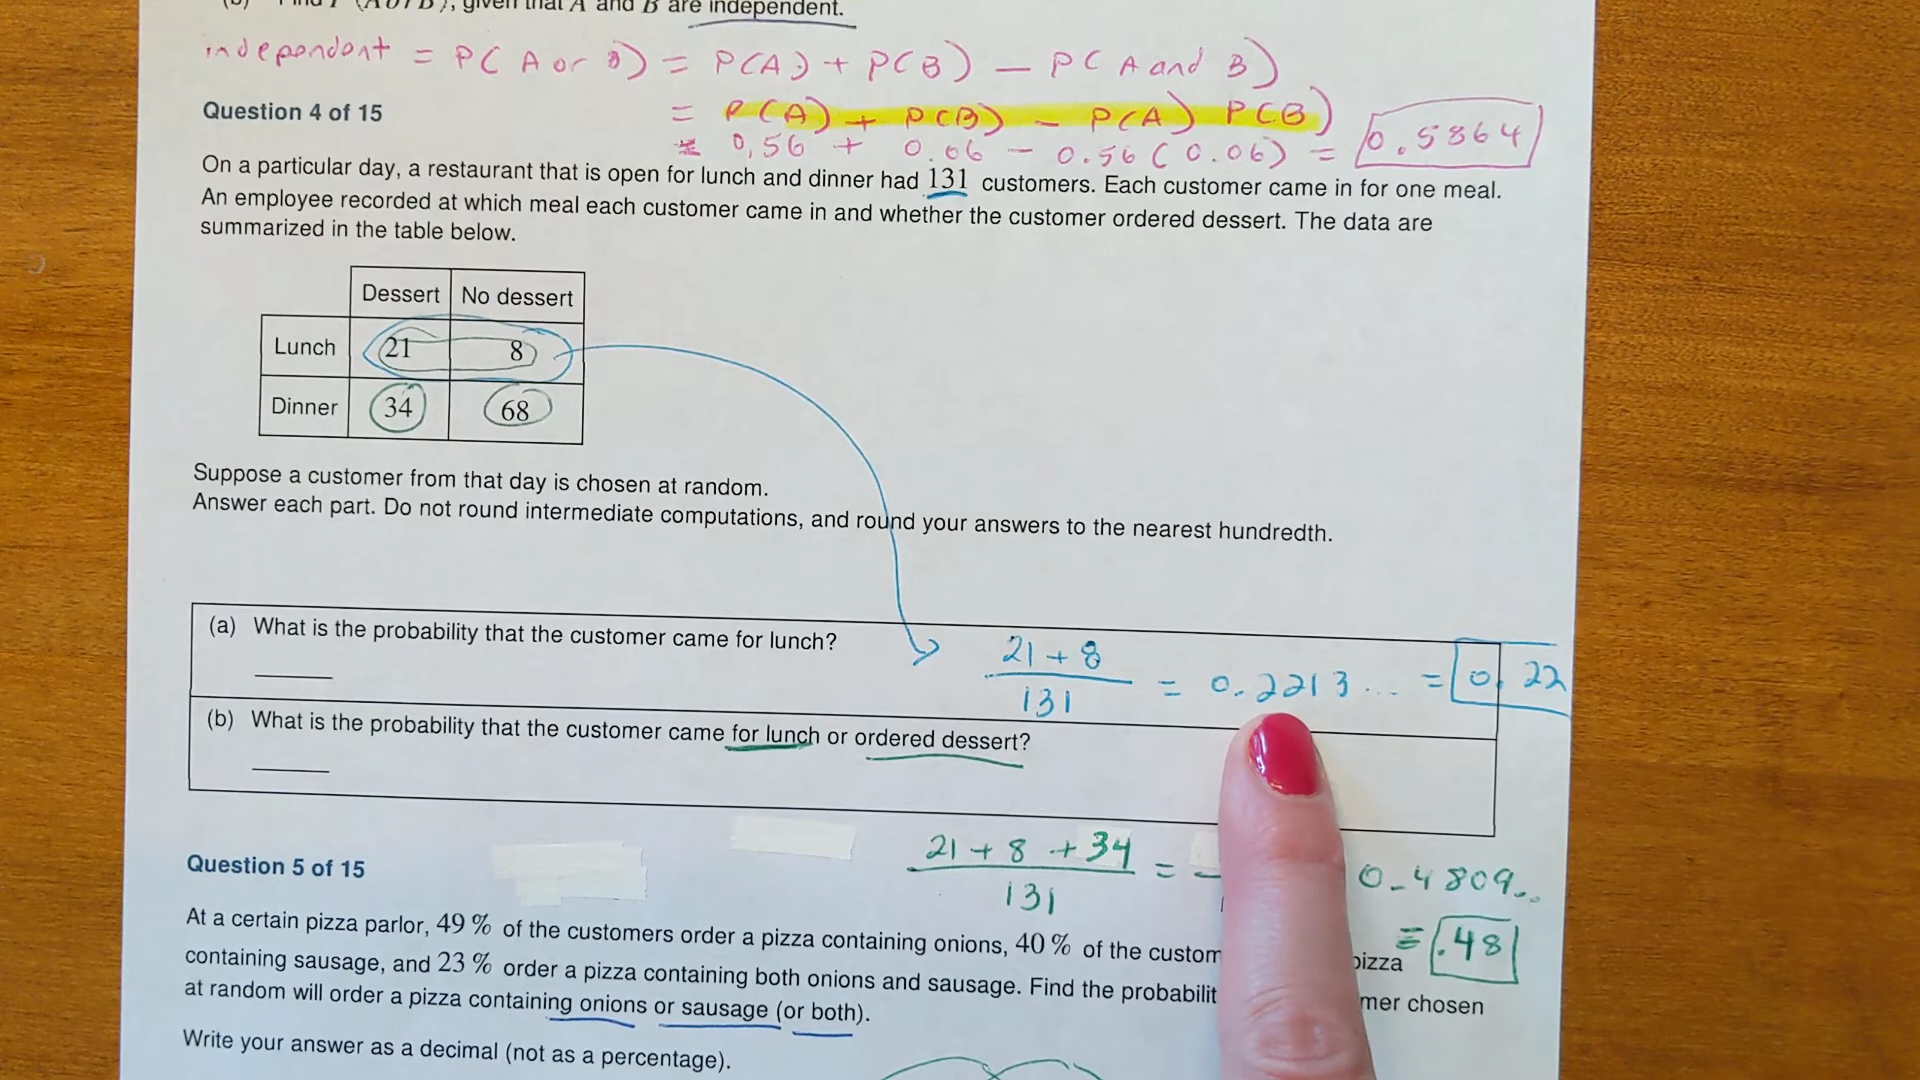 (b) Find P (A or B), given that A and B are independent.
independent = P( A or B) = P(A) + P(B) - P( A and B)
= P(A) + P(B) - P(A) P(B)
= 0.56 + 0.06 - 0.56 ( 0.06) = 0.5864
Question 4 of 15
On a particular day, a restaurant that is open for lunch and dinner had 131 customers. Each customer came in for one meal.
An employee recorded at which meal each customer came in and whether the customer ordered dessert. The data are
summarized in the table below.
Dessert No dessert
Lunch 21 8
Dinner 34 68
Suppose a customer from that day is chosen at random.
Answer each part. Do not round intermediate computations, and round your answers to the nearest hundredth.
(a) What is the probability that the customer came for lunch?
21 + 8
131
= 0.2213... = 0.22
(b) What is the probability that the customer came for lunch or ordered dessert?
21 + 8 + 34
131
= 0.4809..
= .48
Question 5 of 15
At a certain pizza parlor, 49 % of the customers order a pizza containing onions, 40 % of the custom pizza
containing sausage, and 23 % order a pizza containing both onions and sausage. Find the probabilit mer chosen
at random will order a pizza containing onions or sausage (or both).
Write your answer as a decimal (not as a percentage).